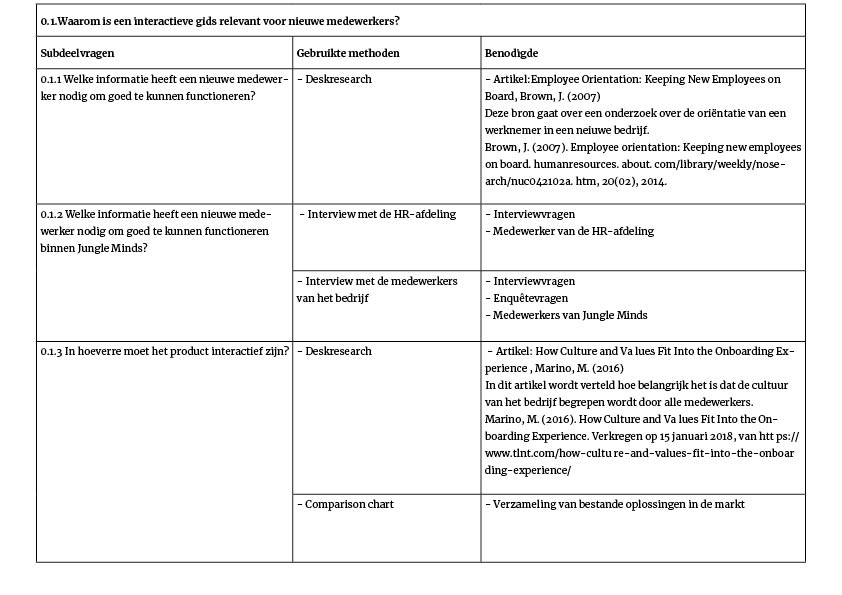 0.1.Waarom is een interactieve gids relevant voor nieuwe medewerkers?
Subdeelvragen
Gebruikte methoden
Benodigde
0.1.1 Welke informatie heeft een nieuwe medewer-
ker nodig om goed te kunnen functioneren?
- Deskresearch
- Artikel:Employee Orientation: Keeping New Employees on
Board, Brown, J. (2007)
Deze bron gaat over een onderzoek over de oriëntatie van een
werknemer in een neiuwe bedrijf.
Brown, J. (2007). Employee orientation: Keeping new employees
on board. humanresources. about. com/library/weekly/nose-
arch/nuc042102a. htm, 20(02), 2014.
0.1.2 Welke informatie heeft een nieuwe mede-
werker nodig om goed te kunnen functioneren
binnen Jungle Minds?
- Interview met de HR-afdeling
- Interviewvragen
- Medewerker van de HR-afdeling
- Interview met de medewerkers
van het bedrijf
- Interviewvragen
- Enquêtevragen
- Medewerkers van Jungle Minds
0.1.3 In hoeverre moet het product interactief zijn?
- Deskresearch
- Artikel: How Culture and Va lues Fit Into the Onboarding Ex-
perience , Marino, M. (2016)
In dit artikel wordt verteld hoe belangrijk het is dat de cultuur
van het bedrijf begrepen wordt door alle medewerkers.
Marino, M. (2016). How Culture and Va lues Fit Into the On-
boarding Experience. Verkregen op 15 januari 2018, van htt ps://
www.tlnt.com/how-cultu re-and-values-fit-into-the-onboar
ding-experience/
- Comparison chart
- Verzameling van bestande oplossingen in de markt